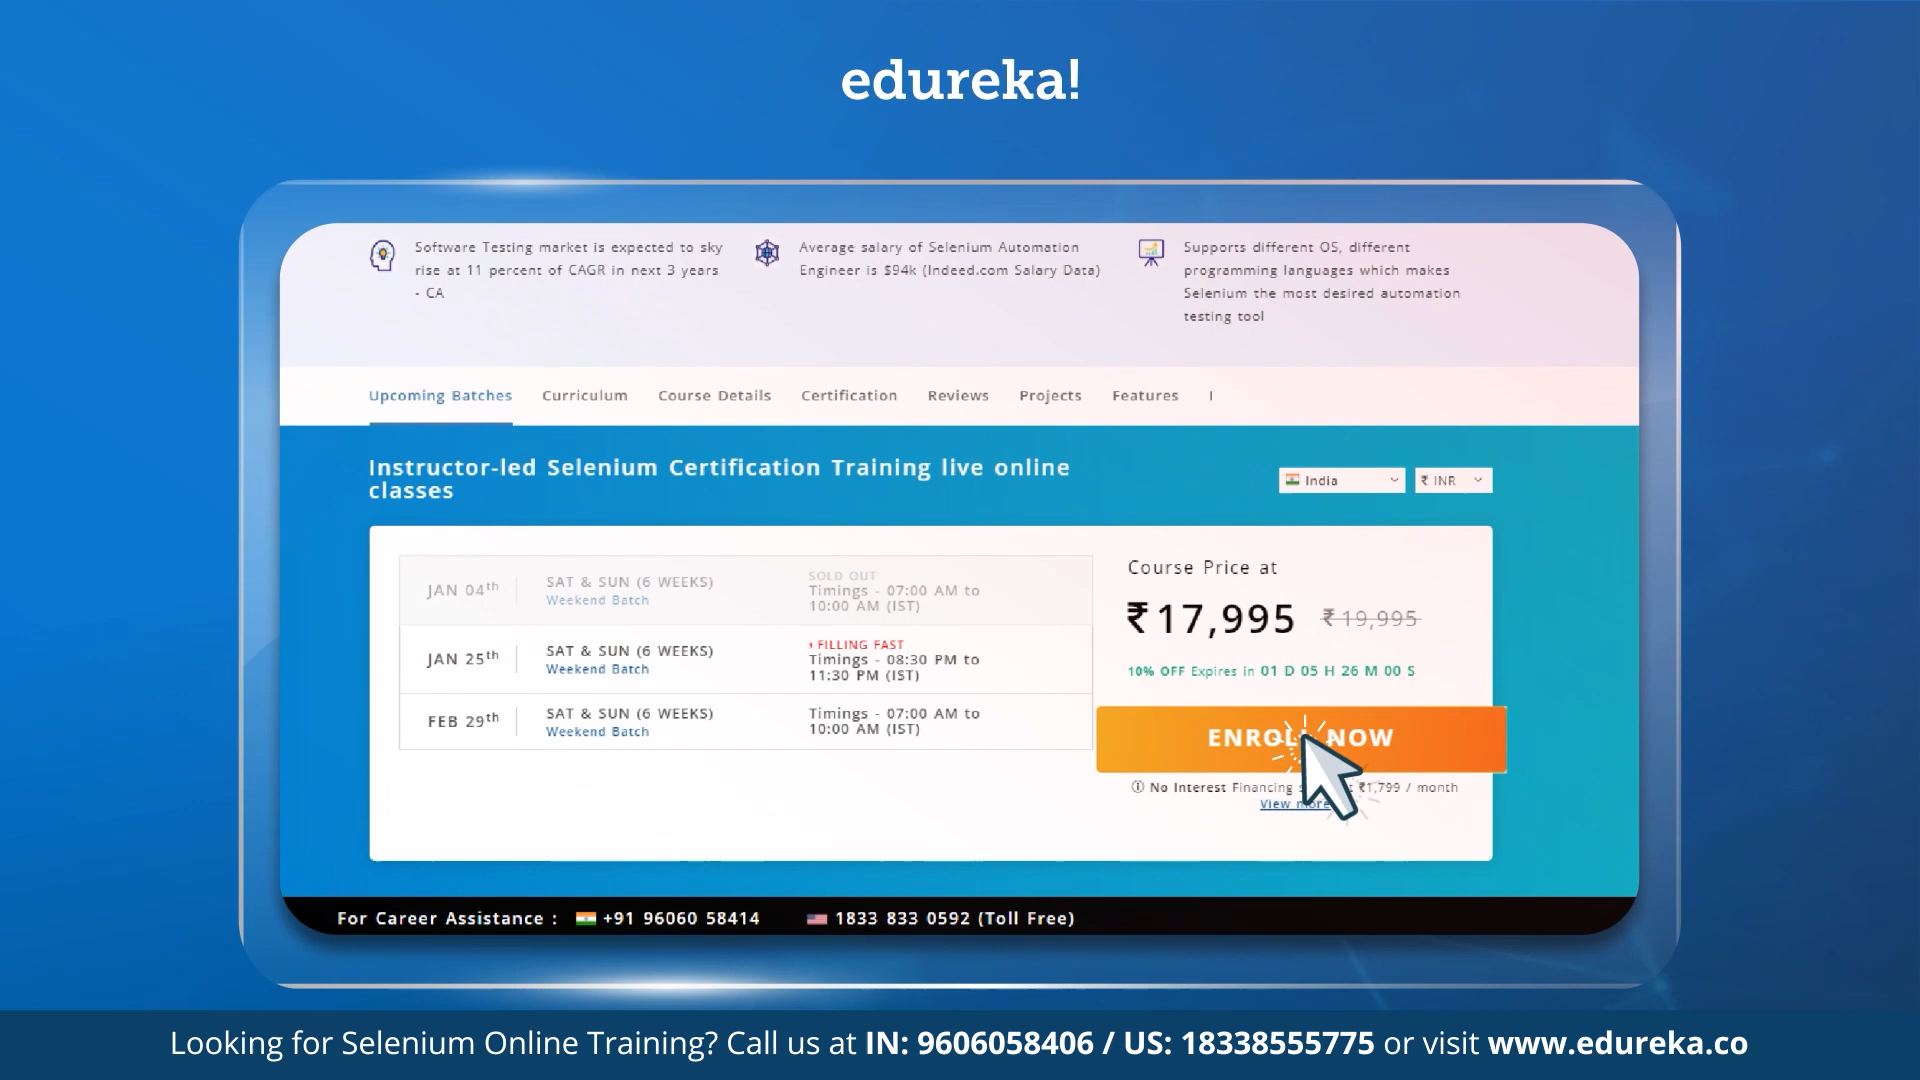 edureka!
Software Testing market is expected to sky
rise at 11 percent of CAGR in next 3 years
- CA
Average salary of Selenium Automation
Engineer is $94k (Indeed.com Salary Data)
Supports different OS, different
programming languages which makes
Selenium the most desired automation
testing tool
Upcoming Batches Curriculum Course Details Certification Reviews Projects Features I
Instructor-led Selenium Certification Training live online
classes
India
₹ INR
JAN 04th
SAT & SUN (6 WEEKS)
Weekend Batch
SOLD OUT
Timings - 07:00 AM to
10:00 AM (IST)
JAN 25th
SAT & SUN (6 WEEKS)
Weekend Batch
FILLING FAST
Timings - 08:30 PM to
11:30 PM (IST)
FEB 29th
SAT & SUN (6 WEEKS)
Weekend Batch
Timings - 07:00 AM to
10:00 AM (IST)
Course Price at
₹17,995 ₹19,995
10% OFF Expires in 01 D 05 H 26 M 00 S
ENROLL NOW
No Interest Financing ₹1,799 / month
View more
For Career Assistance : +91 96060 58414 1833 833 0592 (Toll Free)
Looking for Selenium Online Training? Call us at IN: 9606058406 / US: 18338555775 or visit www.edureka.co